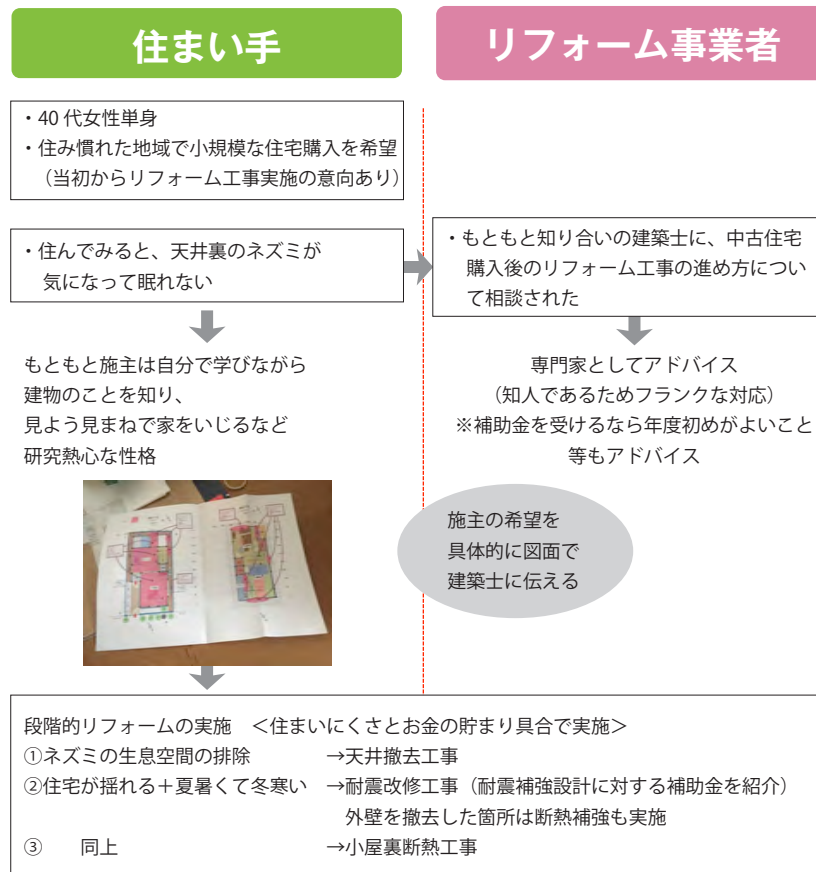 住まい手
リフォーム事業者
・40 代女性単身
・住み慣れた地域で小規模な住宅購入を希望
（当初からリフォーム工事実施の意向あり）
・住んでみると、天井裏のネズミが
気になって眠れない
・もともと知り合いの建築士に、中古住宅
購入後のリフォーム工事の進め方につい
て相談された
もともと施主は自分で学びながら
建物のことを知り、
見よう見まねで家をいじるなど
研究熱心な性格
専門家としてアドバイス
（知人であるためフランクな対応）
※補助金を受けるなら年度初めがよいこと
等もアドバイス
施主の希望を
具体的に図面で
建築士に伝える
段階的リフォームの実施　＜住まいにくさとお金の貯まり具合で実施＞
①ネズミの生息空間の排除　→天井撤去工事
②住宅が揺れる＋夏暑くて冬寒い　→耐震改修工事（耐震補強設計に対する補助金を紹介）
外壁を撤去した箇所は断熱補強も実施
③　同上　→小屋裏断熱工事